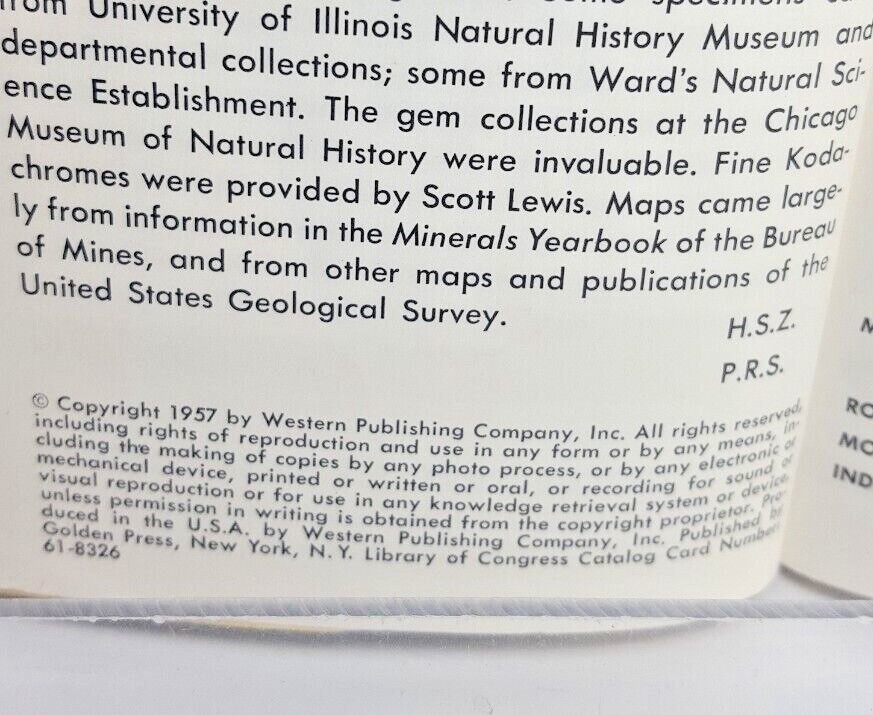 from University of Illinois Natural History Museum and
departmental collections; some from Ward's Natural Sci-
ence Establishment. The gem collections at the Chicago
Museum of Natural History were invaluable. Fine Koda-
chromes were provided by Scott Lewis. Maps came large-
ly from information in the Minerals Yearbook of the Bureau
of Mines, and from other maps and publications of the
United States Geological Survey.
H.S.Z.
P.R.S.
© Copyright 1957 by Western Publishing Company, Inc. All rights reserved,
including rights of reproduction and use in any form or by any means, in-
cluding the making of copies by any photo process, or by any electronic or
mechanical device, printed or written or oral, or recording for sound or
visual reproduction or for use in any knowledge retrieval system or device,
unless permission in writing is obtained from the copyright proprietor. Pro-
duced in the U.S.A. by Western Publishing Company, Inc. Published by
Golden Press, New York, N.Y. Library of Congress Catalog Card Number:
61-8326
RO
MO
IND